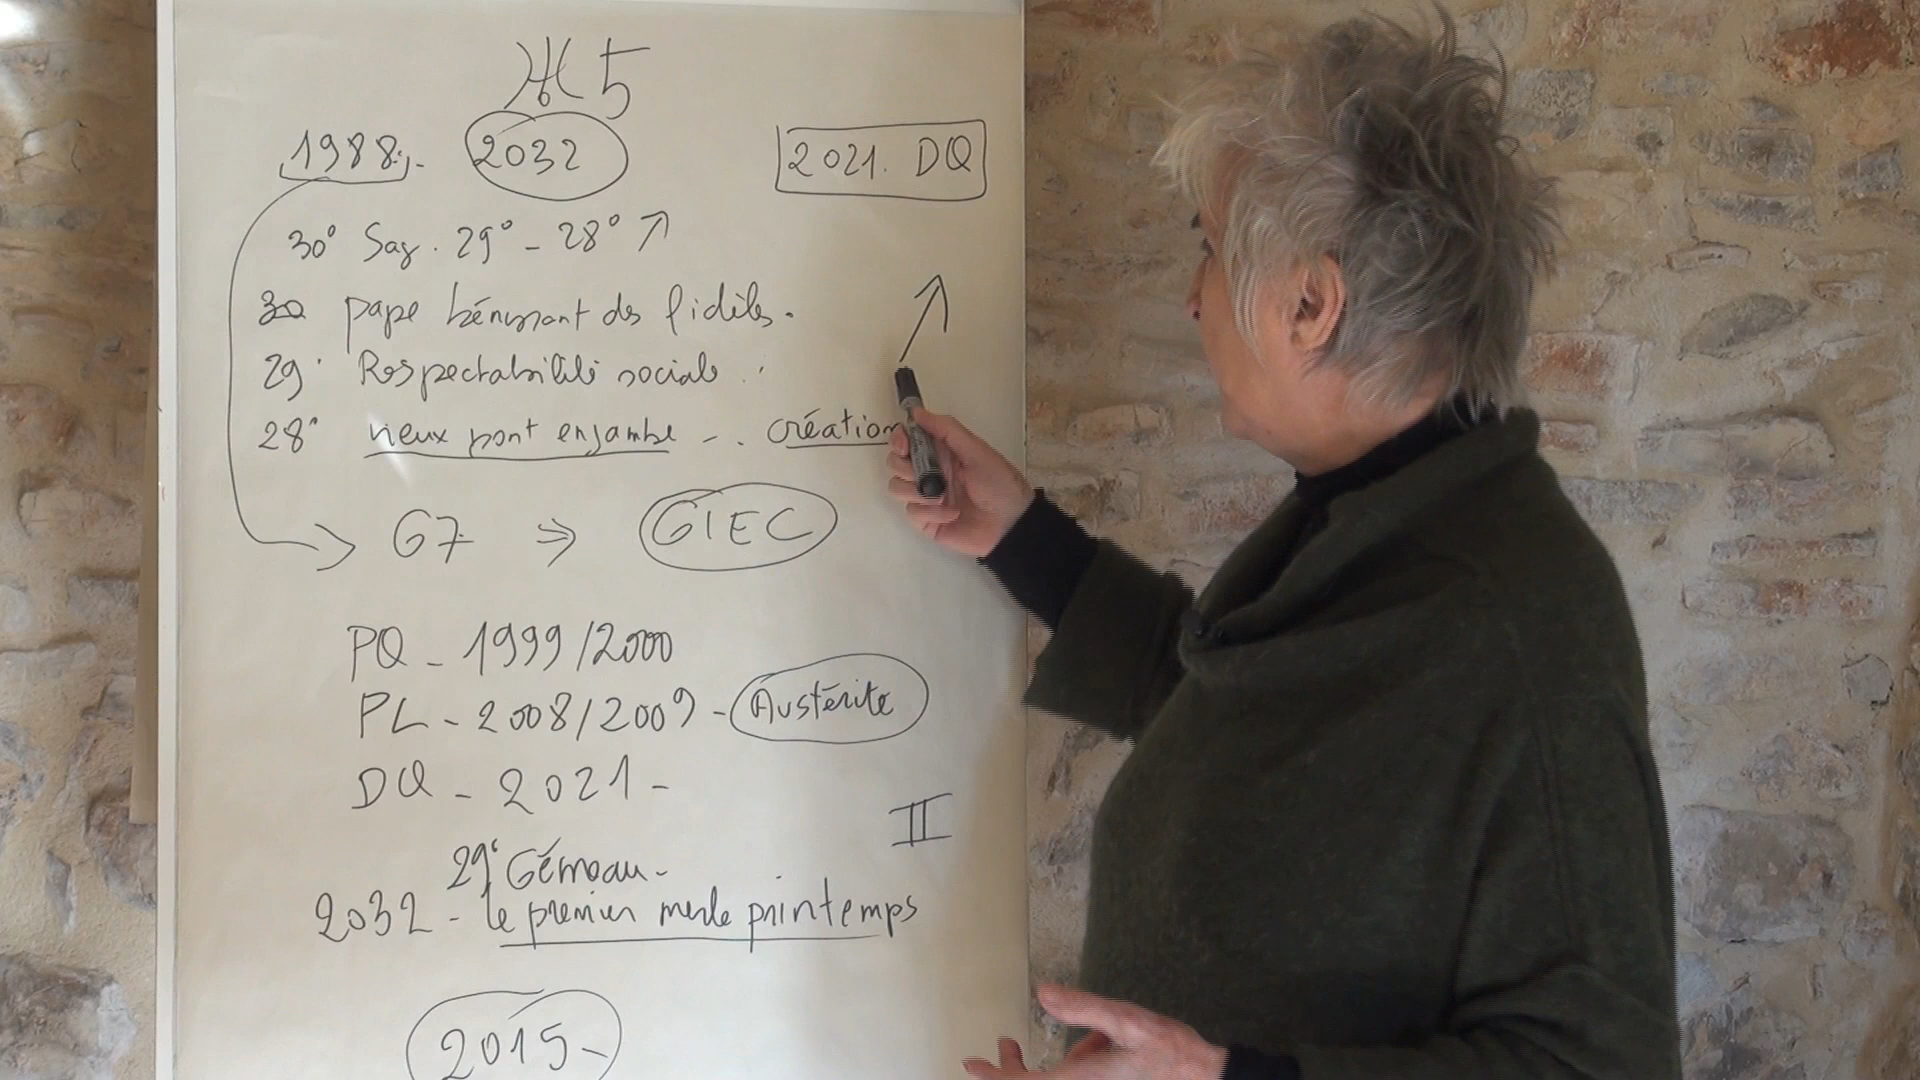 ♅ ♄
1988. - 2032 2021. DQ
30° Sag. 29° - 28° ↗
30 pape bénissant des fidèles.
29° Respectabilité sociale
28° vieux pont enjambe - .. création
G7 ⇒ GIEC
PQ - 1999/2000
PL - 2008/2009 - Austérité
DQ - 2021 -
II
29° Gémeau -
2032 - le premier merle printemps
2015 -